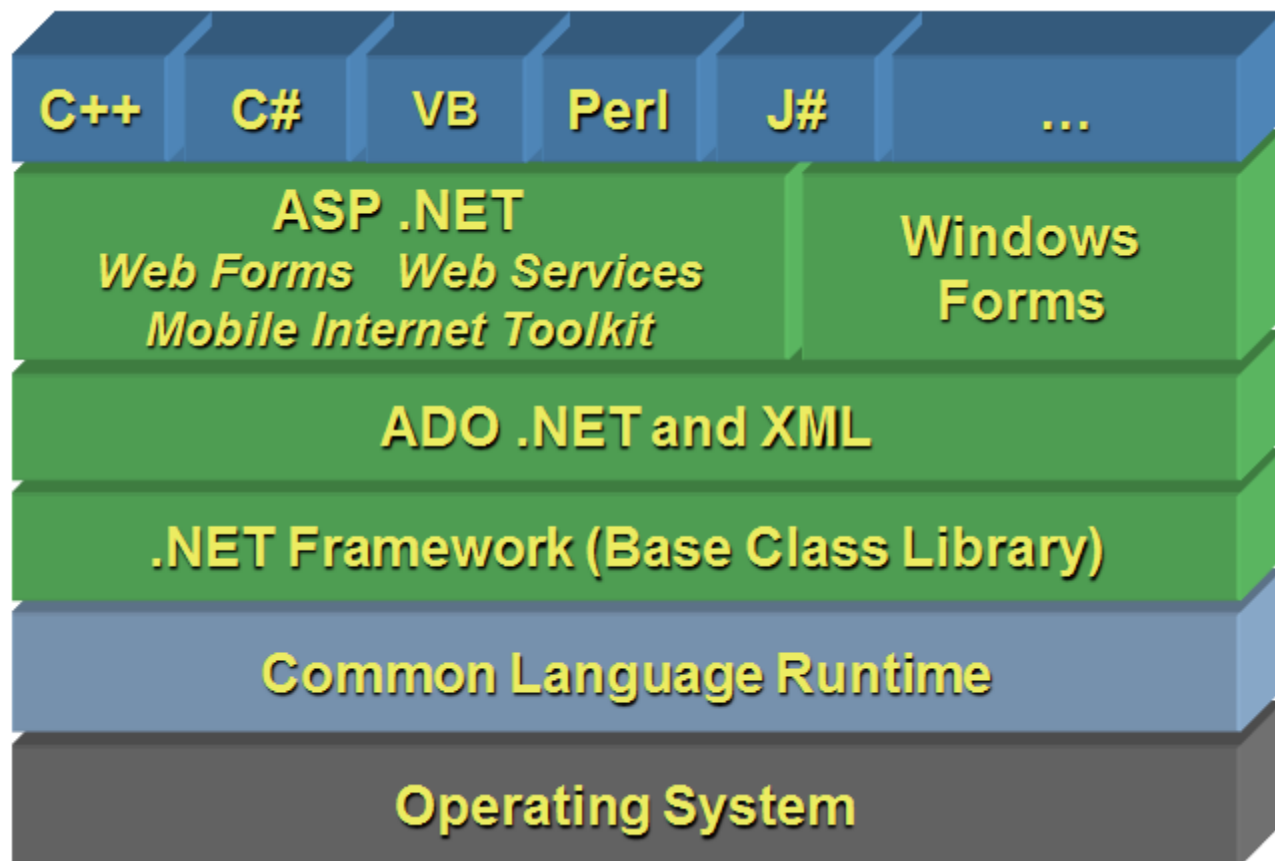 C++ C# VB Perl J# ...
ASP .NET
Web Forms Web Services
Mobile Internet Toolkit
Windows
Forms
ADO .NET and XML
.NET Framework (Base Class Library)
Common Language Runtime
Operating System